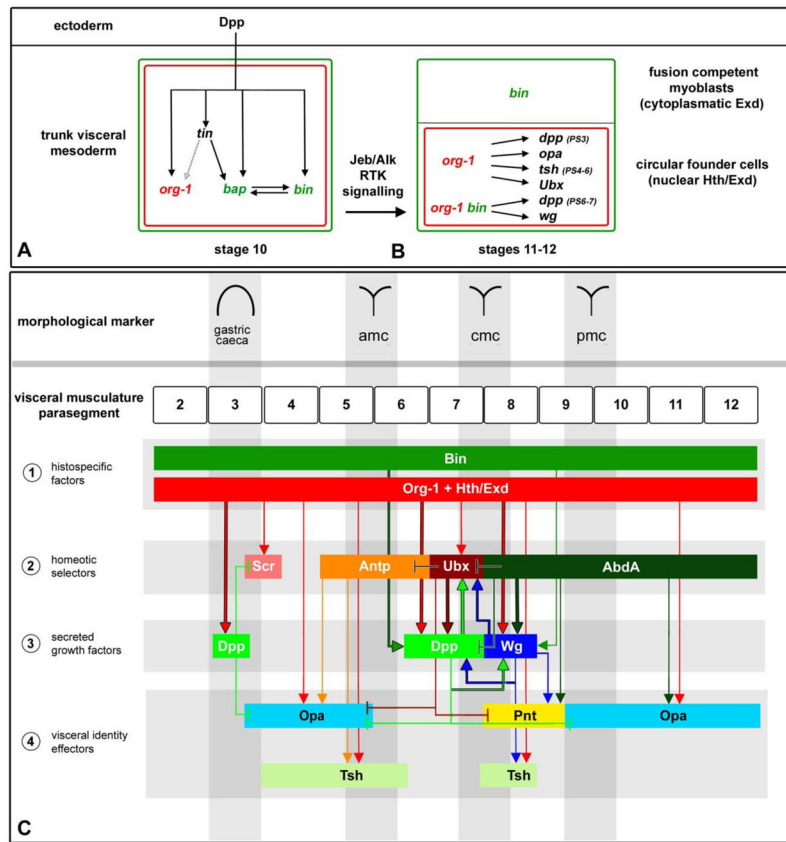 ectoderm
Dpp
trunk visceral
mesoderm
tin
org-1
bap
bin
A
stage 10
Jeb/Alk
RTK
signalling
bin
org-1
dpp (PS3)
opa
tsh (PS4-6)
Ubx
org-1 bin
dpp (PS6-7)
wg
B
stages 11-12
fusion competent
myoblasts
(cytoplasmatic Exd)
circular founder cells
(nuclear Hth/Exd)
morphological marker
gastric
caeca
amc
cmc
pmc
visceral musculature
parasegment
2 3 4 5 6 7 8 9 10 11 12
1 histospecific
factors
Bin
Org-1 + Hth/Exd
2 homeotic
selectors
Scr Antp Ubx AbdA
3 secreted
growth factors
Dpp Dpp Wg
4 visceral identity
effectors
Opa Pnt Opa
Tsh Tsh
C